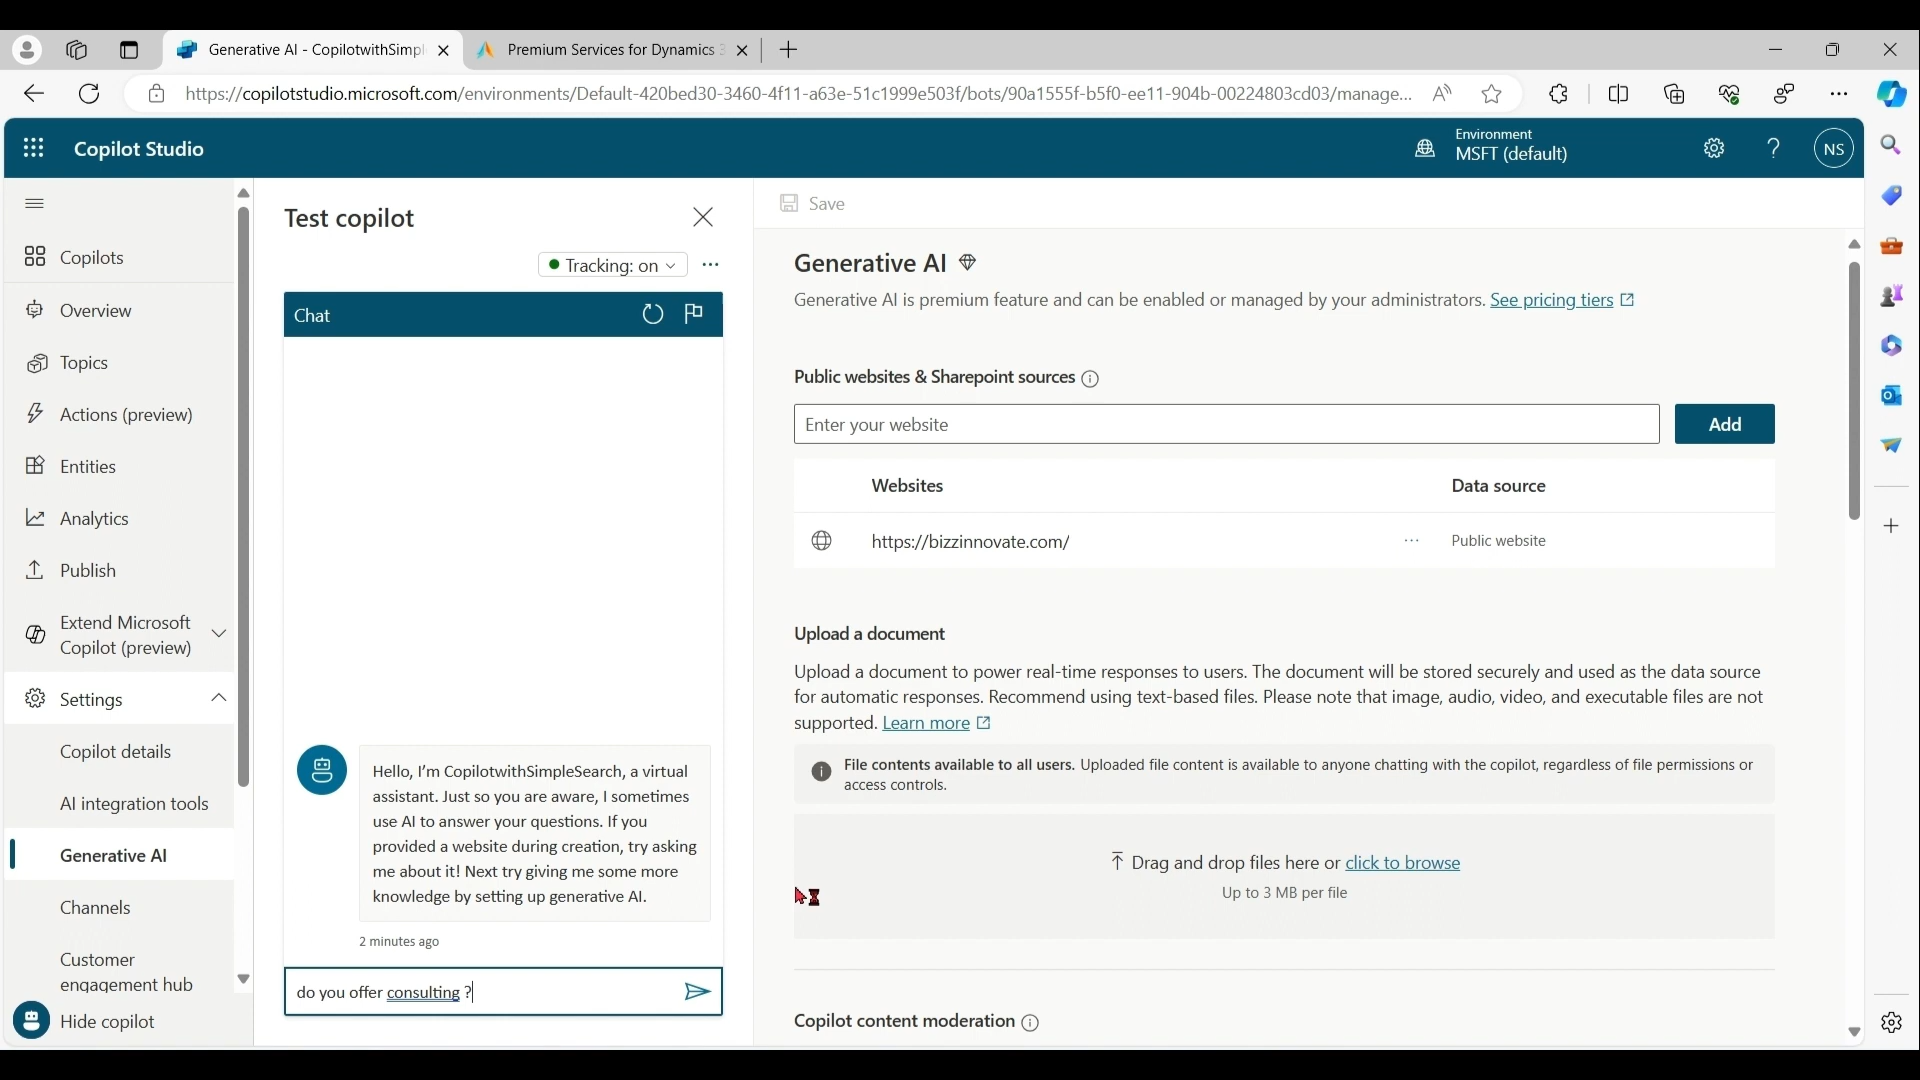 Generative AI - CopilotwithSimpl
Premium Services for Dynamics 3
https://copilotstudio.microsoft.com/environments/Default-420bed30-3460-4f11-a63e-51c1999e503f/bots/90a1555f-b5f0-ee11-904b-00224803cd03/manage...
Copilot Studio
Environment
MSFT (default)
NS
Copilots
Overview
Topics
Actions (preview)
Entities
Analytics
Publish
Extend Microsoft
Copilot (preview)
Settings
Copilot details
AI integration tools
Generative AI
Channels
Customer
engagement hub
Hide copilot
Test copilot
Tracking: on
Chat
Hello, I'm CopilotwithSimpleSearch, a virtual
assistant. Just so you are aware, I sometimes
use AI to answer your questions. If you
provided a website during creation, try asking
me about it! Next try giving me some more
knowledge by setting up generative AI.
2 minutes ago
do you offer consulting ?
Save
Generative AI
Generative AI is premium feature and can be enabled or managed by your administrators. See pricing tiers
Public websites & Sharepoint sources
Enter your website
Add
Websites
Data source
https://bizzinnovate.com/
...
Public website
Upload a document
Upload a document to power real-time responses to users. The document will be stored securely and used as the data source
for automatic responses. Recommend using text-based files. Please note that image, audio, video, and executable files are not
supported. Learn more
File contents available to all users. Uploaded file content is available to anyone chatting with the copilot, regardless of file permissions or
access controls.
Drag and drop files here or click to browse
Up to 3 MB per file
Copilot content moderation